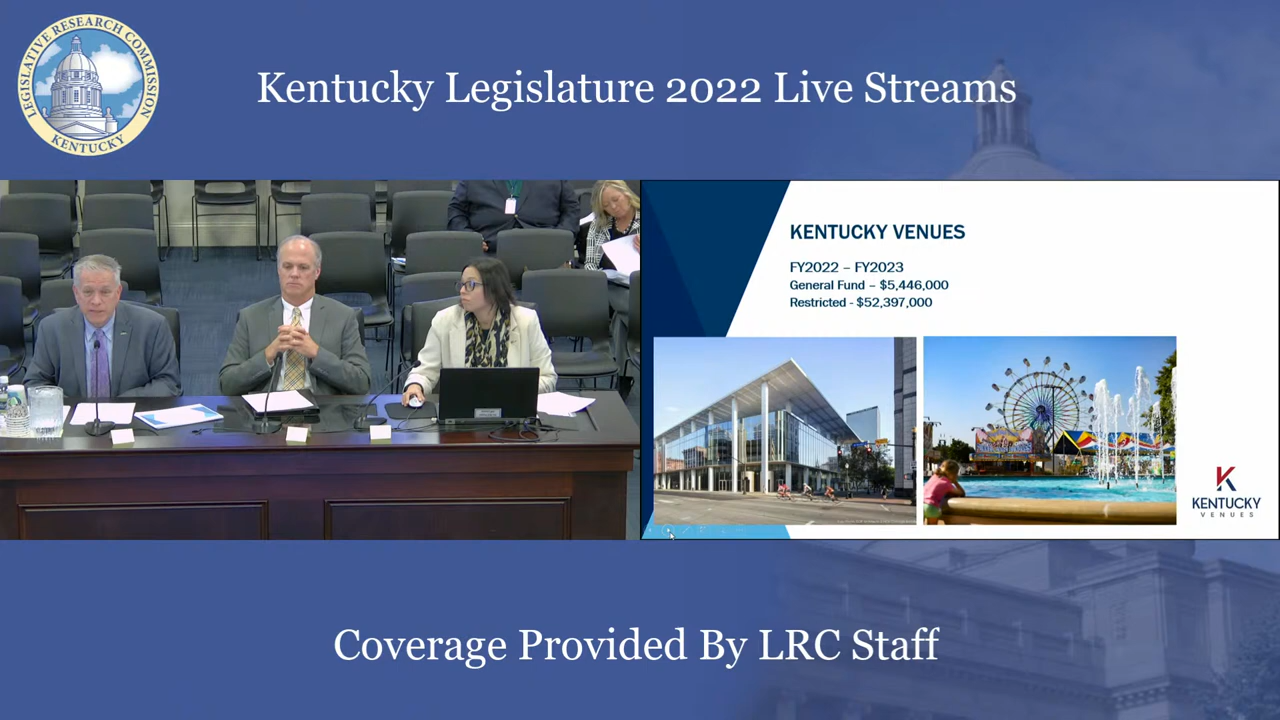 LEGISLATIVE RESEARCH COMMISSION
KENTUCKY
Kentucky Legislature 2022 Live Streams
KENTUCKY VENUES
FY2022 – FY2023
General Fund – $5,446,000
Restricted - $52,397,000
KENTUCKY
VENUES
Coverage Provided By LRC Staff